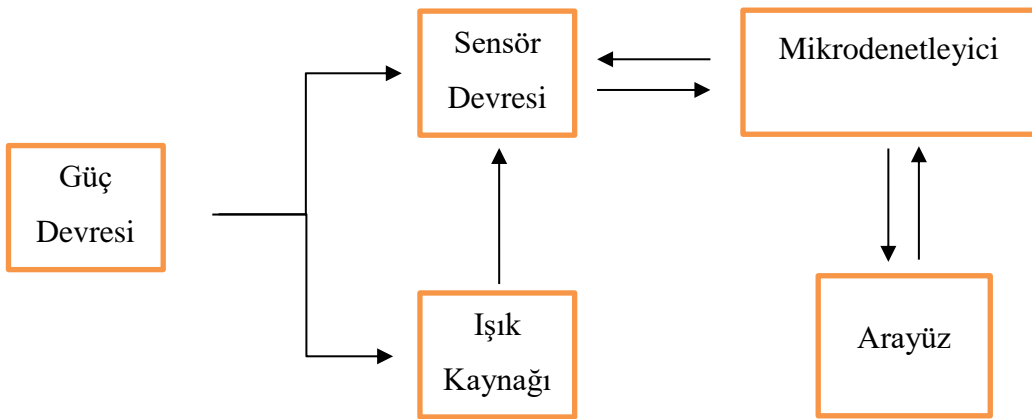 Sensör
Devresi
Mikrodenetleyici
Güç
Devresi
Işık
Kaynağı
Arayüz